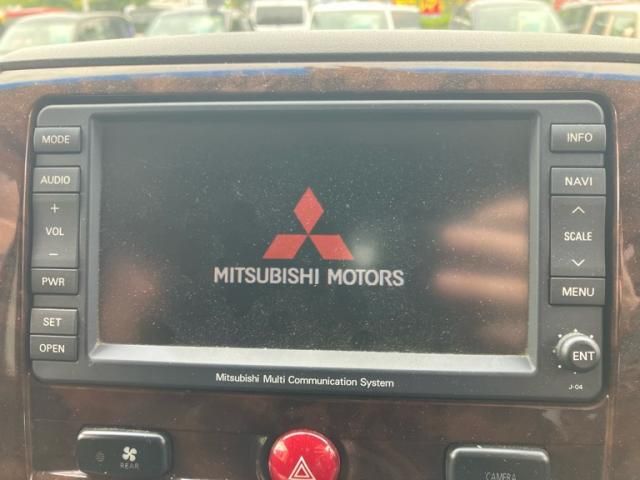 MODE
AUDIO
+
VOL
−
PWR
SET
OPEN
MITSUBISHI MOTORS
Mitsubishi Multi Communication System
INFO
NAVI
SCALE
MENU
ENT
J-04
REAR
CAMERA